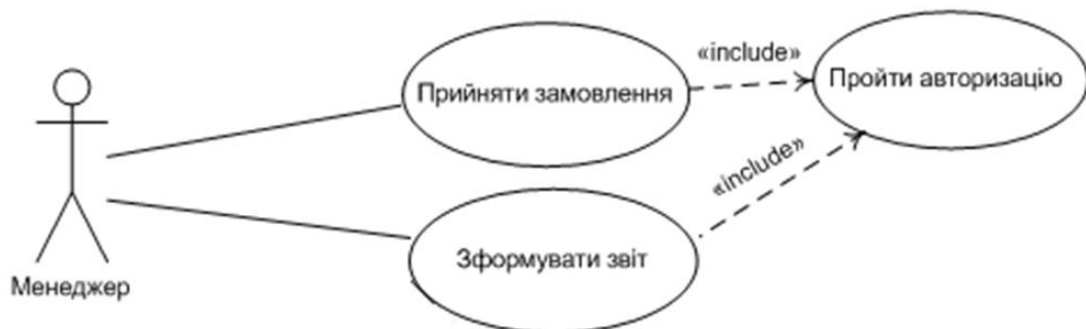 «include»
Прийняти замовлення
Пройти авторизацію
«include»
Зформувати звіт
Менеджер